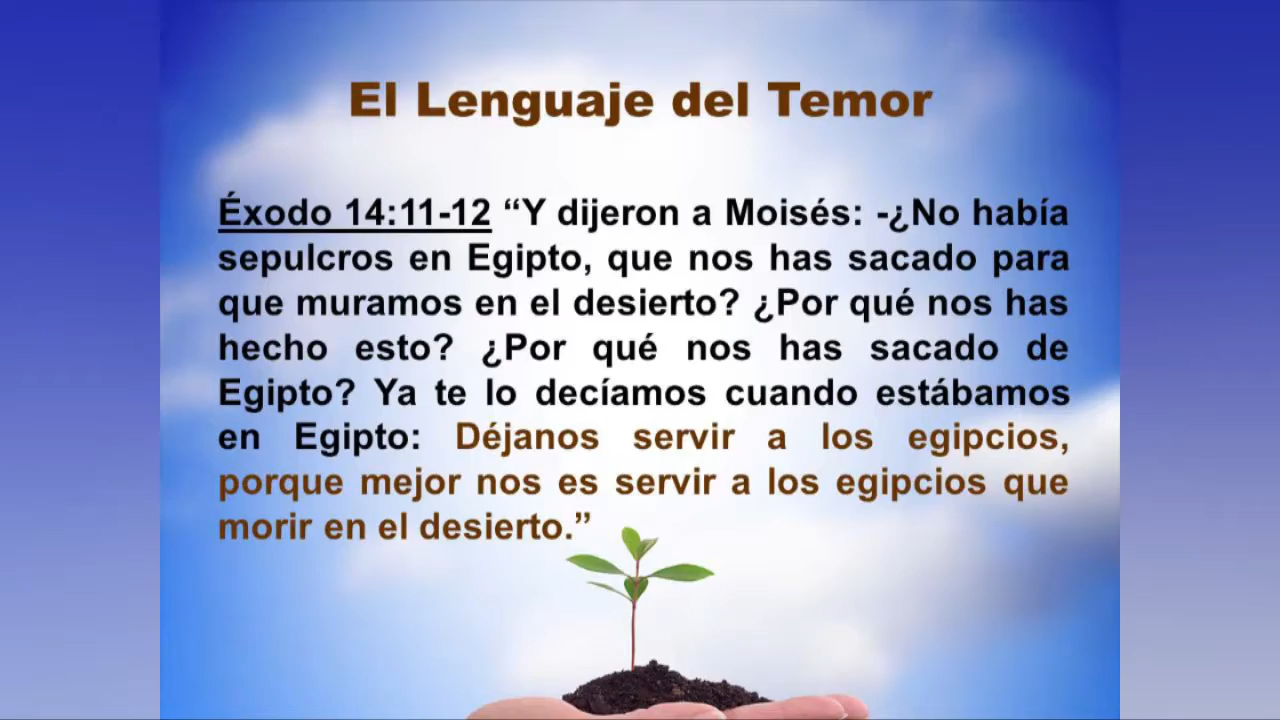 El Lenguaje del Temor
Éxodo 14:11-12 “Y dijeron a Moisés: -¿No había
sepulcros en Egipto, que nos has sacado para
que muramos en el desierto? ¿Por qué nos has
hecho esto? ¿Por qué nos has sacado de
Egipto? Ya te lo decíamos cuando estábamos
en Egipto: Déjanos servir a los egipcios,
porque mejor nos es servir a los egipcios que
morir en el desierto.”